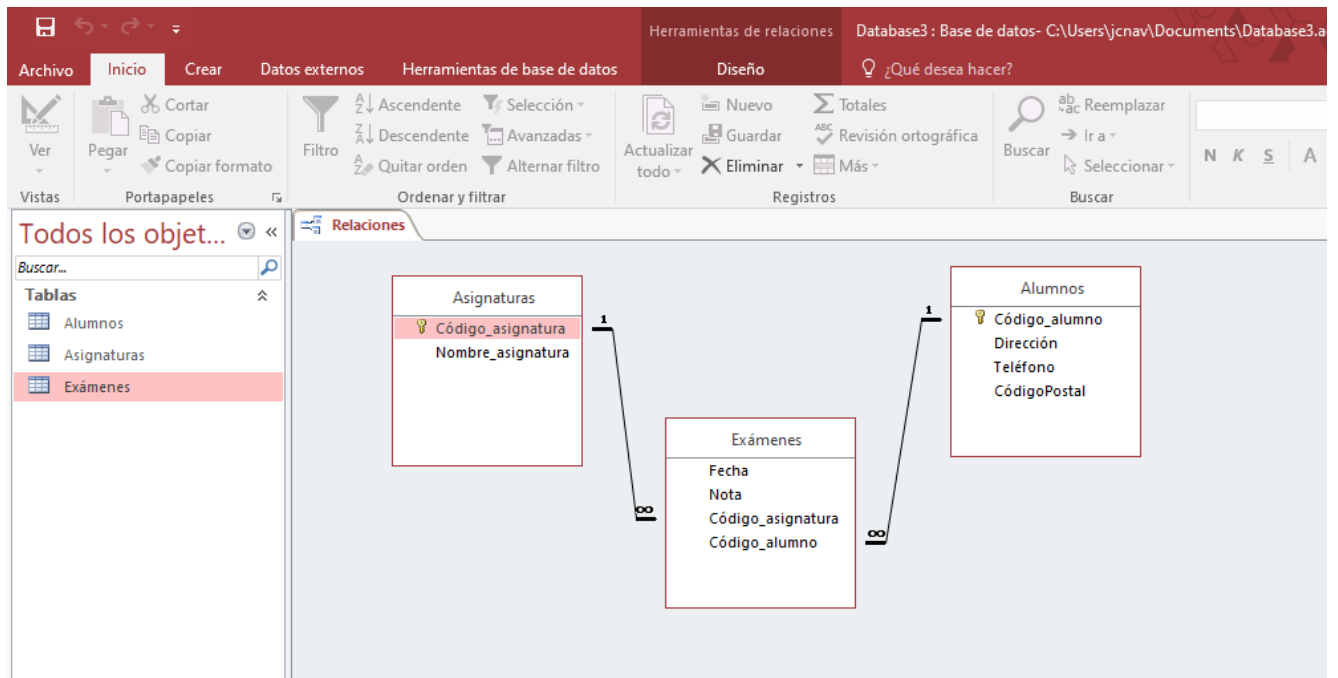 Herramientas de relaciones Database3 : Base de datos- C:\Users\jcnav\Documents\Database3.a
Archivo Inicio Crear Datos externos Herramientas de base de datos Diseño ¿Qué desea hacer?
Ver
Vistas
Pegar
Cortar
Copiar
Copiar formato
Portapapeles
Filtro
Ascendente
Descendente
Quitar orden
Selección
Avanzadas
Alternar filtro
Ordenar y filtrar
Actualizar
todo
Nuevo
Guardar
Eliminar
Totales
Revisión ortográfica
Más
Registros
Buscar
Reemplazar
Ir a
Seleccionar
Buscar
N K S A
Todos los objet... «
Buscar...
Tablas
Alumnos
Asignaturas
Exámenes
Relaciones
Asignaturas
Código_asignatura
Nombre_asignatura
1
∞
Exámenes
Fecha
Nota
Código_asignatura
Código_alumno
∞
1
Alumnos
Código_alumno
Dirección
Teléfono
CódigoPostal